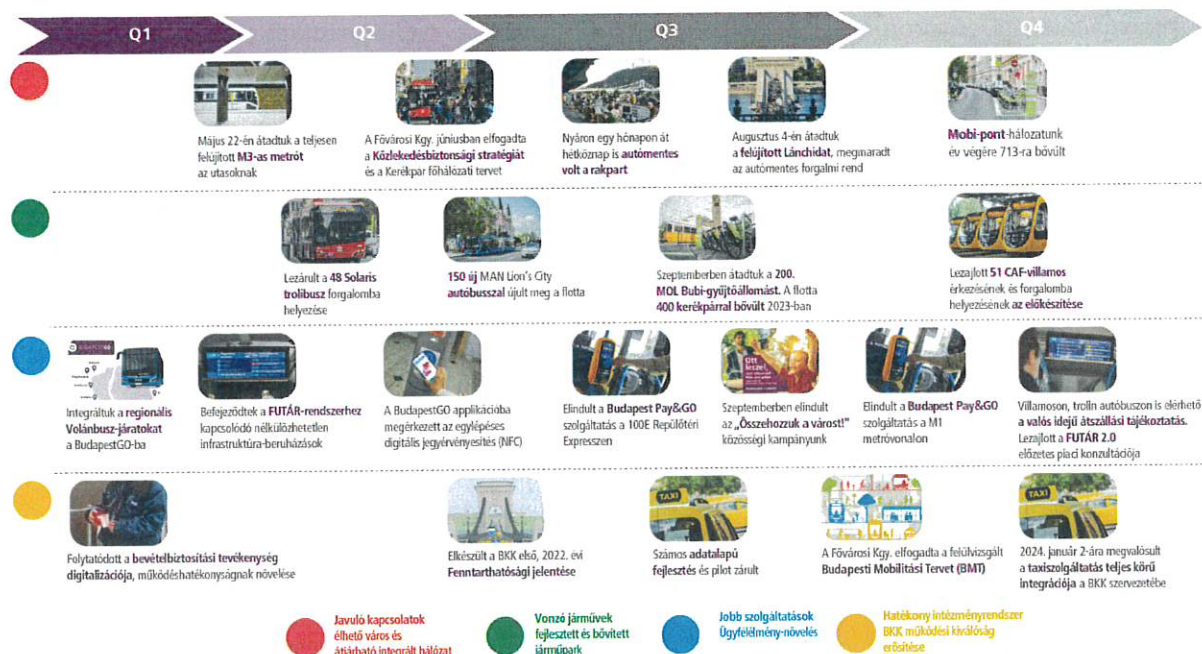 Q1
Q2
Q3
Q4
Május 22-én átadtuk a teljesen
felújított M3-as metrót
az utasoknak
A Fővárosi Kgy. júniusban elfogadta
a Közlekedésbiztonsági stratégiát
és a Kerékpár főhálózati tervet
Nyáron egy hónapon át
hétköznap is autómentes
volt a rakpart
Augusztus 4-én átadtuk
a felújított Lánchidat, megmaradt
az autómentes forgalmi rend
Mobi-pont-hálózatunk
év végére 713-ra bővült
Lezárult a 48 Solaris
trolibusz forgalomba
helyezése
150 új MAN Lion's City
autóbusszal újult meg a flotta
Szeptemberben átadtuk a 200.
MOL Bubi-gyűjtőállomást. A flotta
400 kerékpárral bővült 2023-ban
Lezajlott 51 CAF-villamos
érkezésének és forgalomba
helyezésének az előkészítése
Integráltuk a regionális
Volánbusz-járatokat
a BudapestGO-ba
Befejeződtek a FUTÁR-rendszerhez
kapcsolódó nélkülözhetetlen
infrastruktúra-beruházások
A BudapestGO applikációba
megérkezett az egylépéses
digitális jegyérvényesítés (NFC)
Elindult a Budapest Pay&GO
szolgáltatás a 100E Repülőtéri
Expresszen
Ott
leszel,
Szeptemberben elindult
az „Összehozzuk a várost!”
közösségi kampányunk
Elindult a Budapest Pay&GO
szolgáltatás a M1
metróvonalon
Villamoson, trolin autóbuszon is elérhető
a valós idejű átszállási tájékoztatás.
Lezajlott a FUTÁR 2.0
előzetes piaci konzultációja
Folytatódott a bevételbiztosítási tevékenység
digitalizációja, működéshatékonyságnak növelése
Elkészült a BKK első, 2022. évi
Fenntarthatósági jelentése
TAXI
Számos adatalapú
fejlesztés és pilot zárult
A Fővárosi Kgy. elfogadta a felülvizsgált
Budapesti Mobilitási Tervet (BMT)
TAXI
2024. január 2-ára megvalósult
a taxiszolgáltatás teljes körű
integrációja a BKK szervezetébe
Javuló kapcsolatok
élhető város és
átjárható integrált hálózat
Vonzó járművek
fejlesztett és bővített
járműpark
Jobb szolgáltatások
Ügyfélélmény-növelés
Hatékony intézményrendszer
BKK működési kiválóság
erősítése